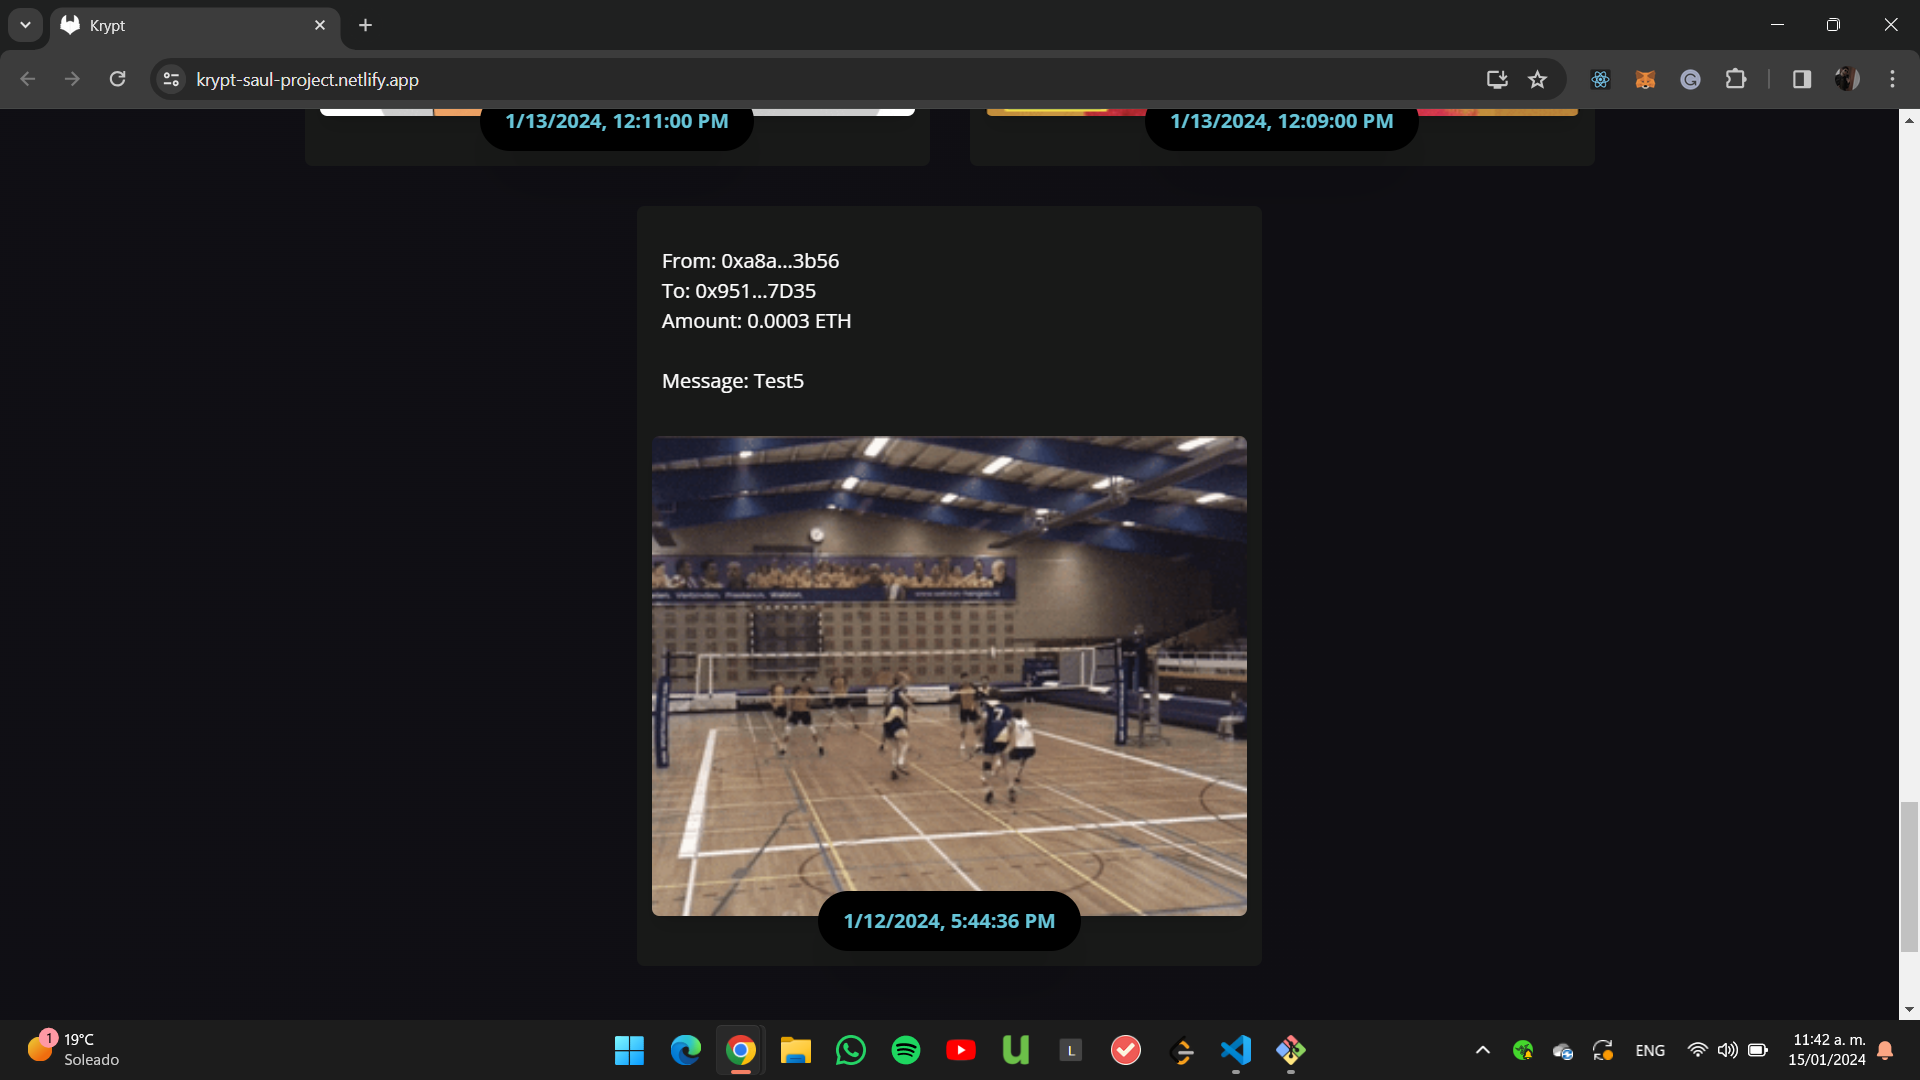 Krypt
krypt-saul-project.netlify.app
1/13/2024, 12:11:00 PM
1/13/2024, 12:09:00 PM
From: 0xa8a...3b56
To: 0x951...7D35
Amount: 0.0003 ETH
Message: Test5
7
1/12/2024, 5:44:36 PM
1
19°C
Soleado
L
ENG
11:42 a. m.
15/01/2024